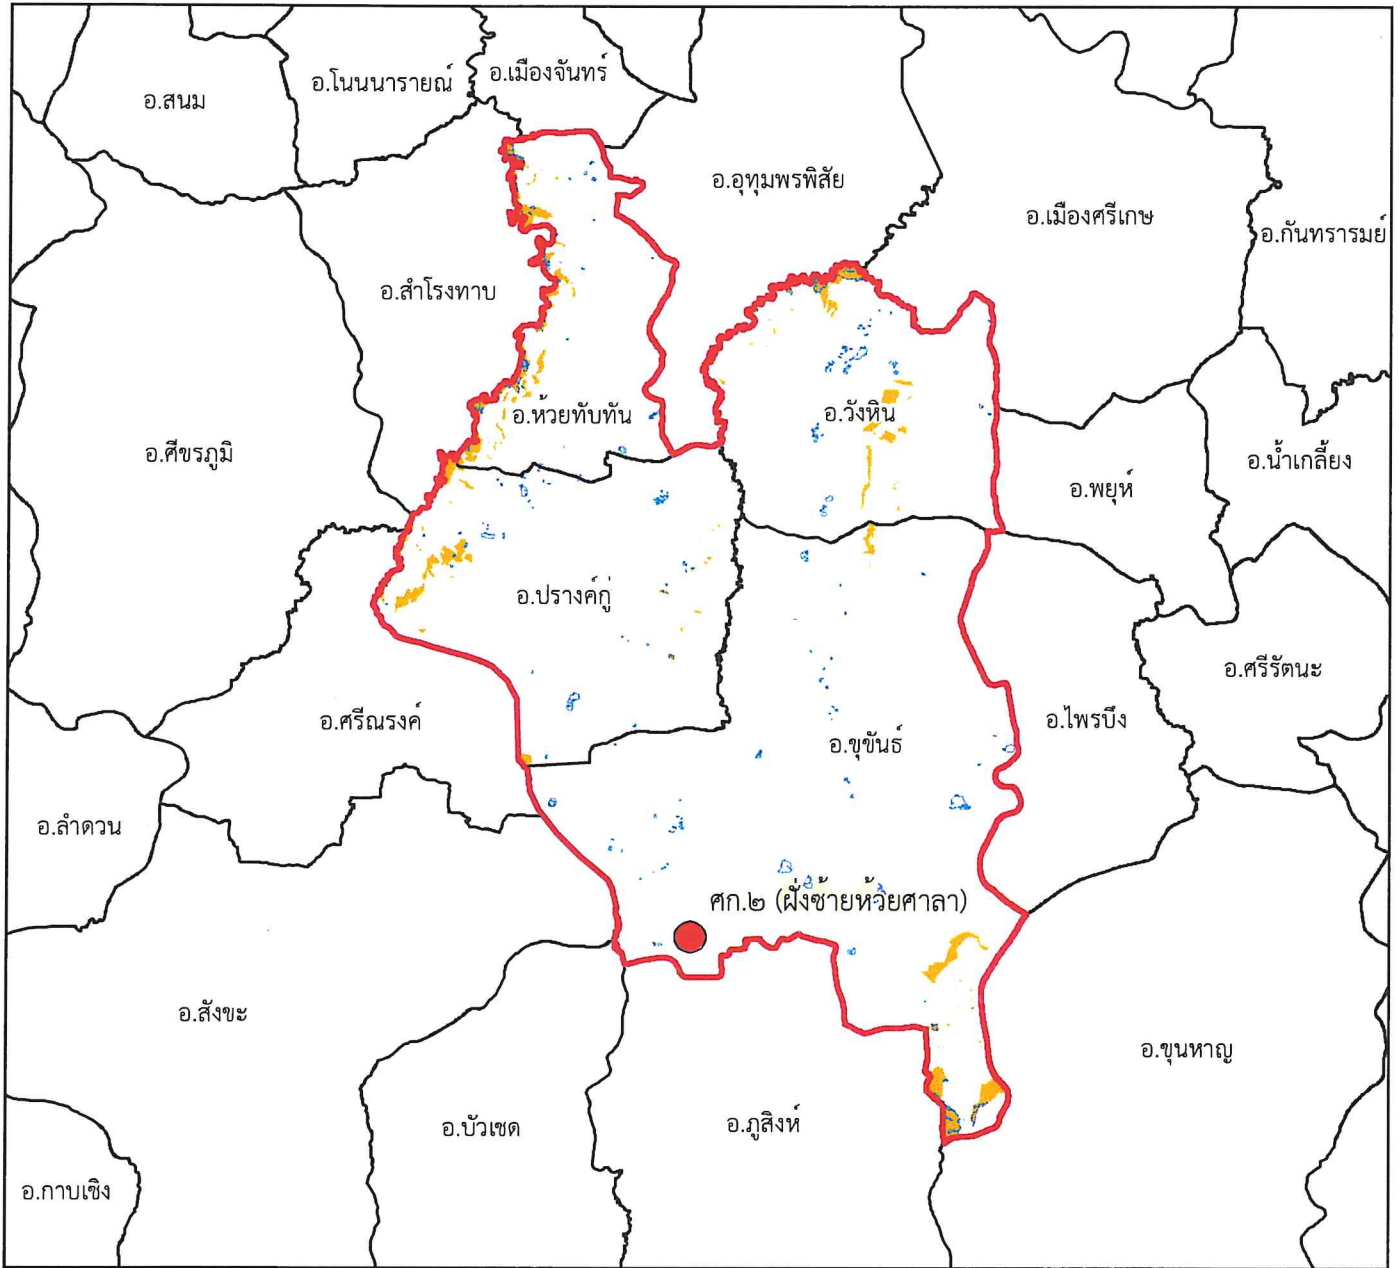 อ.โนนนารายณ์
อ.เมืองจันทร์
อ.สนม
อ.อุทุมพรพิสัย
อ.เมืองศรีเกษ
อ.กันทรารมย์
อ.สำโรงทาบ
อ.ห้วยทับทัน
อ.วังหิน
อ.ศีขรภูมิ
อ.น้ำเกลี้ยง
อ.พยุห์
อ.ปรางค์กู่
อ.ศรีรัตนะ
อ.ศรีณรงค์
อ.ไพรบึง
อ.ขุขันธ์
อ.ลำดวน
ศก.๒ (ฝั่งซ้ายห้วยศาลา)
อ.สังขะ
อ.ขุนหาญ
อ.บัวเชด
อ.ภูสิงห์
อ.กาบเชิง